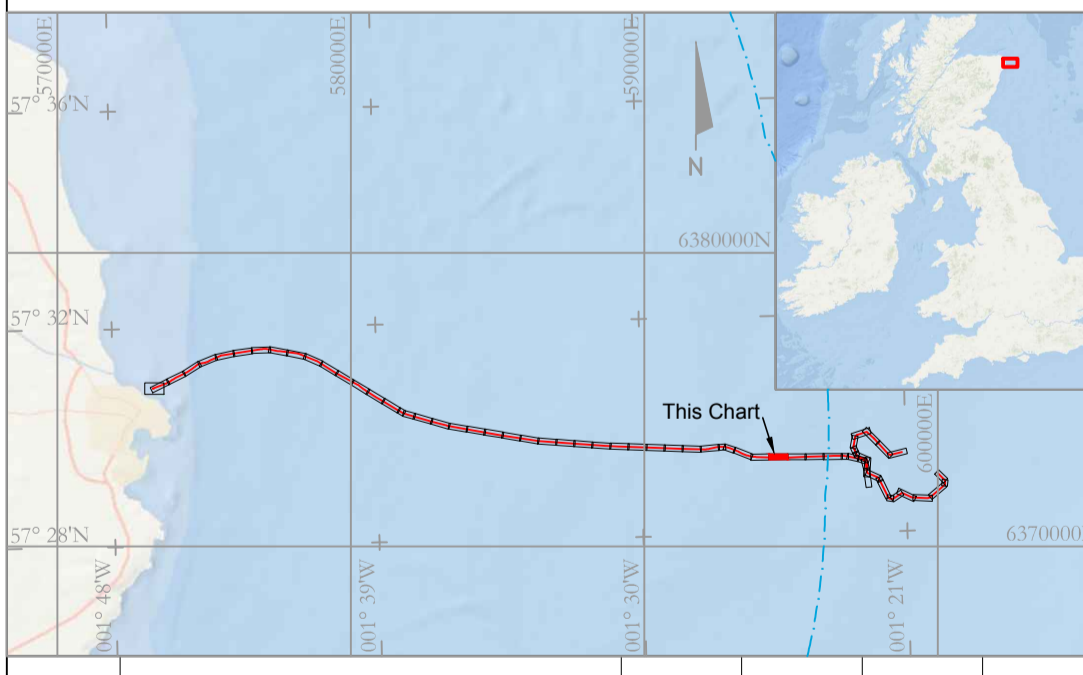 570000E
580000E
590000E
57° 36'N
N
6380000N
57° 32'N
This Chart
600000E
57° 28'N
6370000
001° 48'W
001° 39'W
001° 30'W
001° 21'W